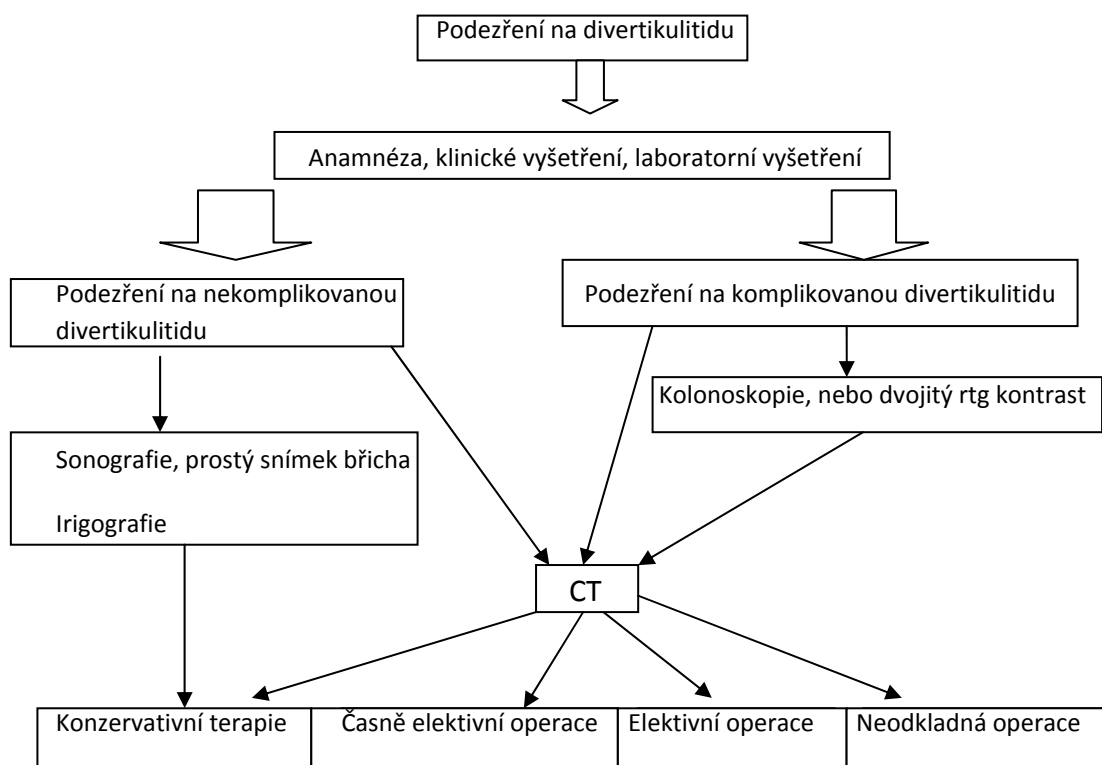 Podezření na divertikulitidu
Anamnéza, klinické vyšetření, laboratorní vyšetření
Podezření na nekomplikovanou
divertikulitidu
Podezření na komplikovanou divertikulitidu
Kolonoskopie, nebo dvojitý rtg kontrast
Sonografie, prostý snímek břicha
Irigografie
CT
Konzervativní terapie
Časně elektivní operace
Elektivní operace
Neodkladná operace